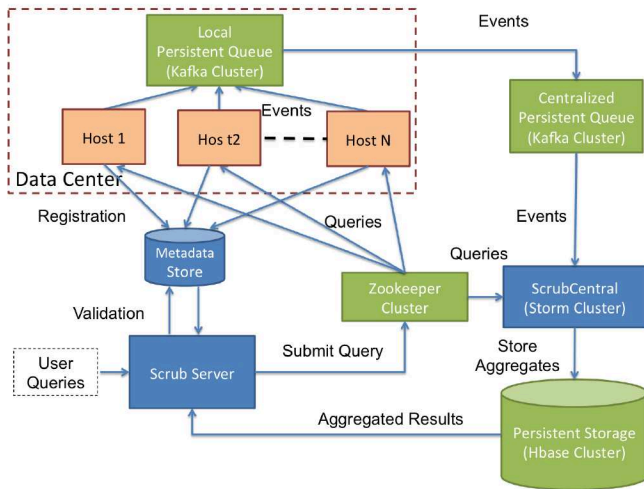 Local
Persistent Queue
(Kafka Cluster)
Events
Centralized
Persistent Queue
(Kafka Cluster)
Events
Host 1
Hos t2
Host N
Data Center
Registration
Queries
Events
Metadata
Store
Queries
Zookeeper
Cluster
ScrubCentral
(Storm Cluster)
Validation
User
Queries
Scrub Server
Submit Query
Store
Aggregates
Aggregated Results
Persistent Storage
(Hbase Cluster)